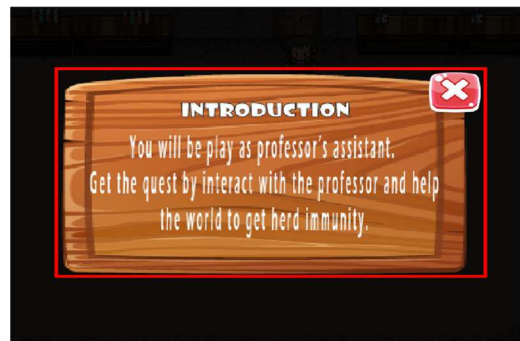 INTRODUCTION
You will be play as professor's assistant.
Get the quest by interact with the professor and help
the world to get herd immunity.